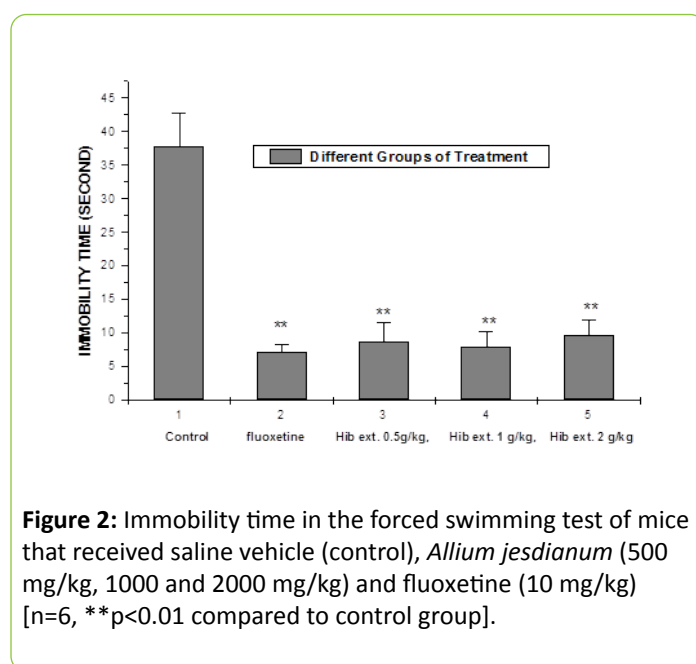 45
40
35
30
25
20
15
10
5
0
IMMOBILITY TIME (SECOND)
Different Groups of Treatment
**
**
**
**
1 2 3 4 5
Control fluoxetine Hib ext. 0.5g/kg, Hib ext. 1 g/kg, Hib ext. 2 g/kg
Figure 2: Immobility time in the forced swimming test of mice
that received saline vehicle (control), Allium jesdianum (500
mg/kg, 1000 and 2000 mg/kg) and fluoxetine (10 mg/kg)
[n=6, **p<0.01 compared to control group].